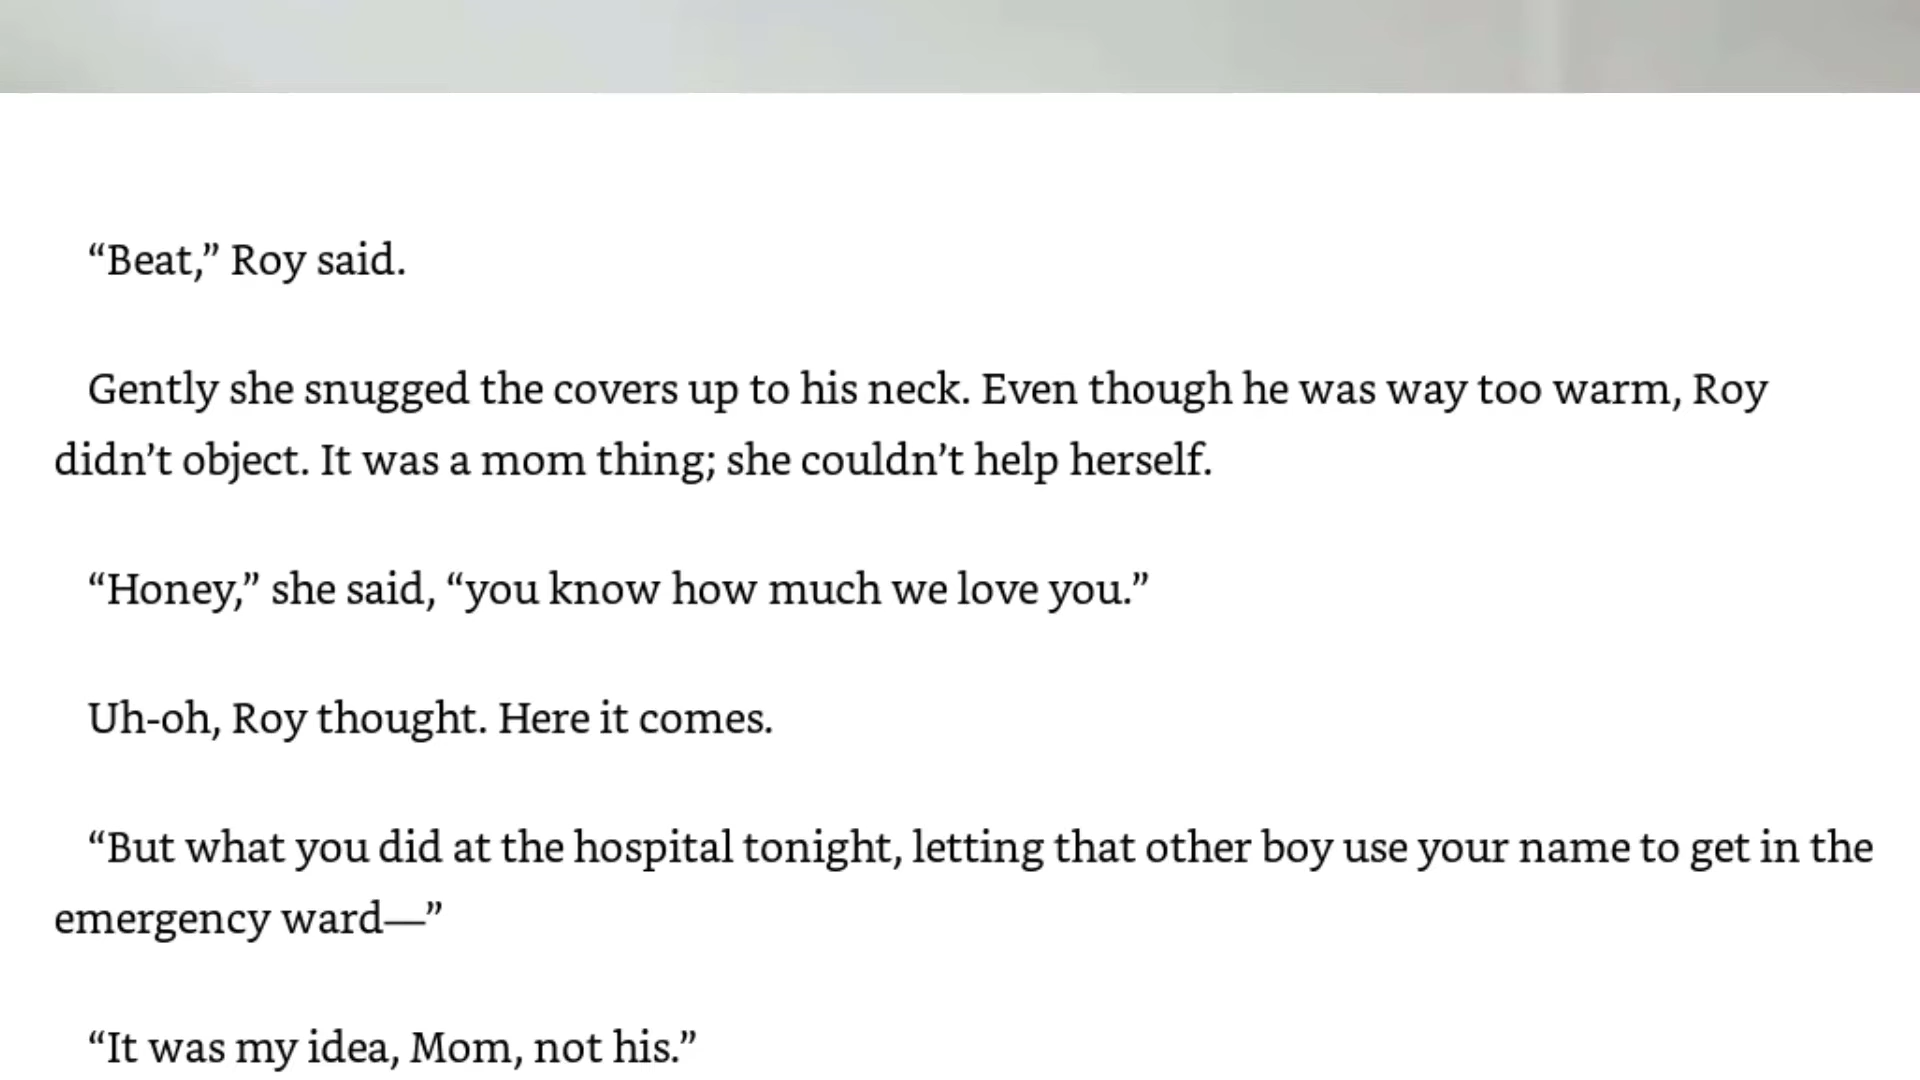 “Beat,” Roy said.
Gently she snugged the covers up to his neck. Even though he was way too warm, Roy
didn’t object. It was a mom thing; she couldn’t help herself.
“Honey,” she said, “you know how much we love you.”
Uh-oh, Roy thought. Here it comes.
“But what you did at the hospital tonight, letting that other boy use your name to get in the
emergency ward—”
“It was my idea, Mom, not his.”